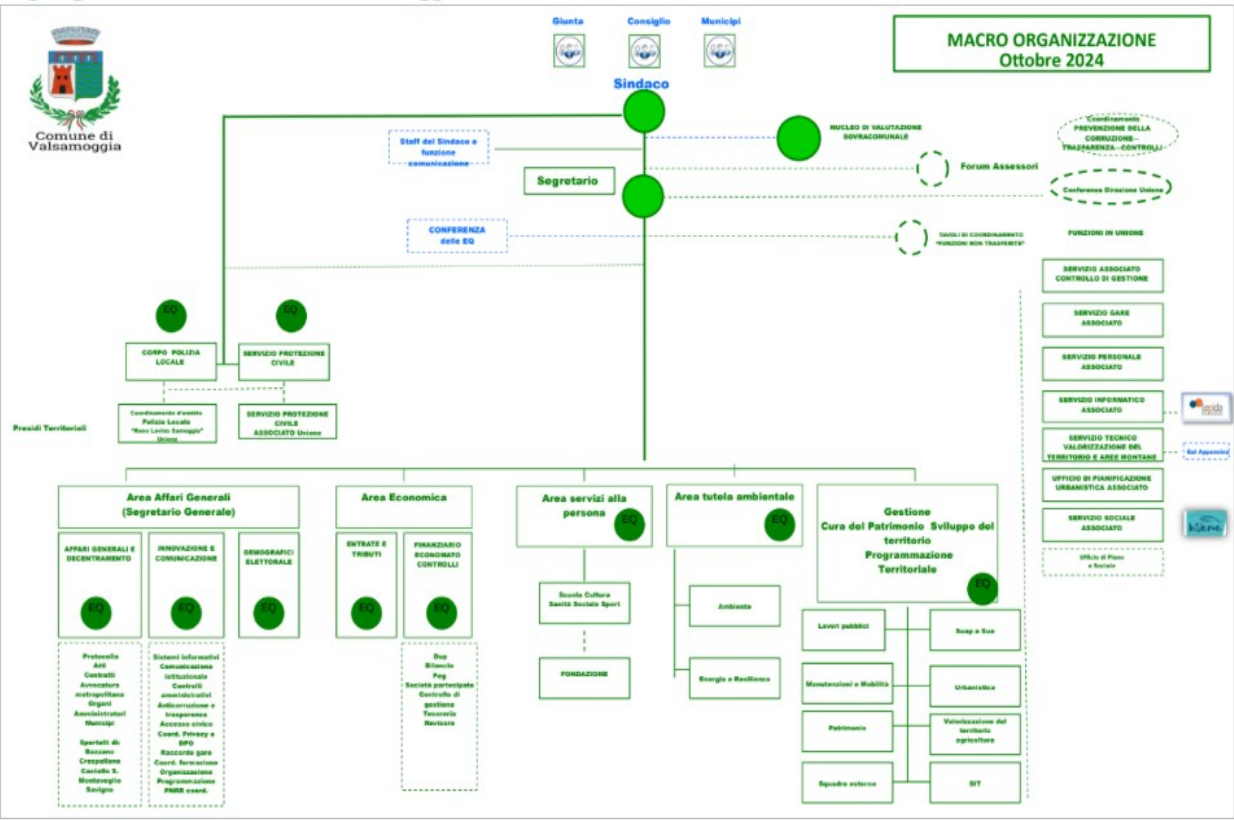 Giunta
Consiglio
Municipi
MACRO ORGANIZZAZIONE
Ottobre 2024
Comune di
Valsamoggia
Sindaco
Staff del Sindaco e
funzione
comunicazione
NUCLEO DI VALUTAZIONE
SOVRACOMUNALE
Coordinamento
PREVENZIONE DELLA
CORRUZIONE—
TRASPARENZA—CONTROLLI
Forum Assessori
Segretario
Conferenza Direzione Unione
CONFERENZA
delle EQ
TAVOLI DI COORDINAMENTO
"FUNZIONI NON TRASFERITE"
FUNZIONI IN UNIONE
SERVIZIO ASSOCIATO
CONTROLLO DI GESTIONE
SERVIZIO GARE
ASSOCIATO
SERVIZIO PERSONALE
ASSOCIATO
SERVIZIO INFORMATICO
ASSOCIATO
lepida
SERVIZIO TECNICO
VALORIZZAZIONE DEL
TERRITORIO E AREE MONTANE
Gal Appennino
UFFICIO DI PIANIFICAZIONE
URBANISTICA ASSOCIATO
SERVIZIO SOCIALE
ASSOCIATO
InSieme
Ufficio di Piano
e Sociale
EQ
EQ
CORPO POLIZIA
LOCALE
SERVIZIO PROTEZIONE
CIVILE
Presidi Territoriali
Coordinamento d'ambito
Polizia Locale
"Reno Lavino Samoggia"
Unione
SERVIZIO PROTEZIONE
CIVILE
ASSOCIATO Unione
Area Affari Generali
(Segretario Generale)
AFFARI GENERALI E
DECENTRAMENTO
EQ
INNOVAZIONE E
COMUNICAZIONE
EQ
DEMOGRAFICI
ELETTORALE
EQ
Protocollo
Atti
Contratti
Avvocatura
metropolitana
Organi
Amministratori
Municipi
Sportelli di:
Bazzano
Crespellano
Castello S.
Monteveglio
Savigno
Sistemi informativi
Comunicazione
istituzionale
Controlli
amministrativi
Anticorruzione e
trasparenza
Accesso civico
Coord. Privacy e
DPO
Raccordo gare
Coord. formazione
Organizzazione
Programmazione
PNRR coord.
Area Economica
ENTRATE E
TRIBUTI
EQ
FINANZIARIO
ECONOMATO
CONTROLLI
EQ
Dup
Bilancio
Peg
Società partecipate
Controllo di
gestione
Tesoreria
Revisore
Area servizi alla
persona
EQ
Scuola Cultura
Sanità Sociale Sport
FONDAZIONE
Area tutela ambientale
EQ
Ambiente
Energia e Resilienza
Gestione
Cura del Patrimonio Sviluppo del
territorio
Programmazione
Territoriale
EQ
Lavori pubblici
Suap e Sue
Manutenzioni e Mobilità
Urbanistica
Patrimonio
Valorizzazione del
territorio
agricoltura
Squadre esterne
SIT